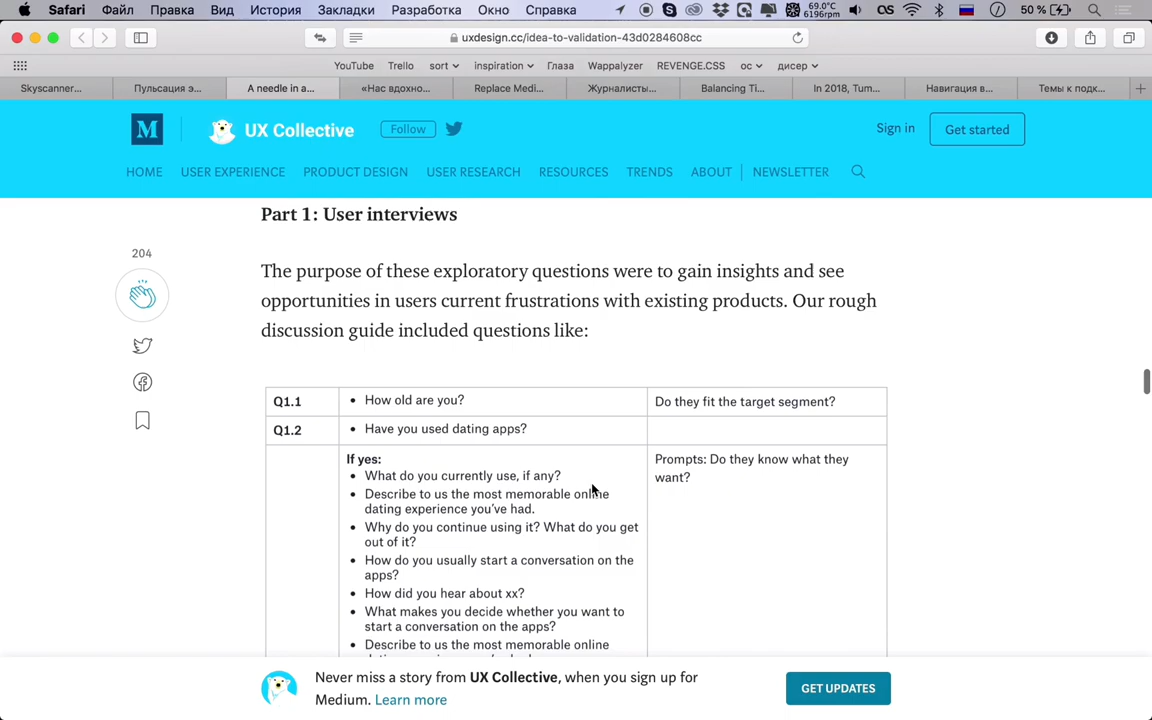 Safari Файл Правка Вид История Закладки Разработка Окно Справка 69.0°C 6196rpm 50 %
uxdesign.cc/idea-to-validation-43d0284608cc
YouTube Trello sort inspiration Глаза Wappalyzer REVENGE.CSS ос дисер
Skyscanner... Пульсация э... A needle in a... «Нас вдохно... Replace Medi... Журналисты... Balancing Ti... In 2018, Tum... Навигация в... Темы к подк...
M UX Collective Follow Sign in Get started
HOME USER EXPERIENCE PRODUCT DESIGN USER RESEARCH RESOURCES TRENDS ABOUT NEWSLETTER
Part 1: User interviews
204
The purpose of these exploratory questions were to gain insights and see
opportunities in users current frustrations with existing products. Our rough
discussion guide included questions like:
Q1.1 • How old are you? Do they fit the target segment?
Q1.2 • Have you used dating apps?
If yes: Prompts: Do they know what they
• What do you currently use, if any? want?
• Describe to us the most memorable online
dating experience you've had.
• Why do you continue using it? What do you get
out of it?
• How do you usually start a conversation on the
apps?
• How did you hear about xx?
• What makes you decide whether you want to
start a conversation on the apps?
• Describe to us the most memorable online
Never miss a story from UX Collective, when you sign up for
Medium. Learn more
GET UPDATES